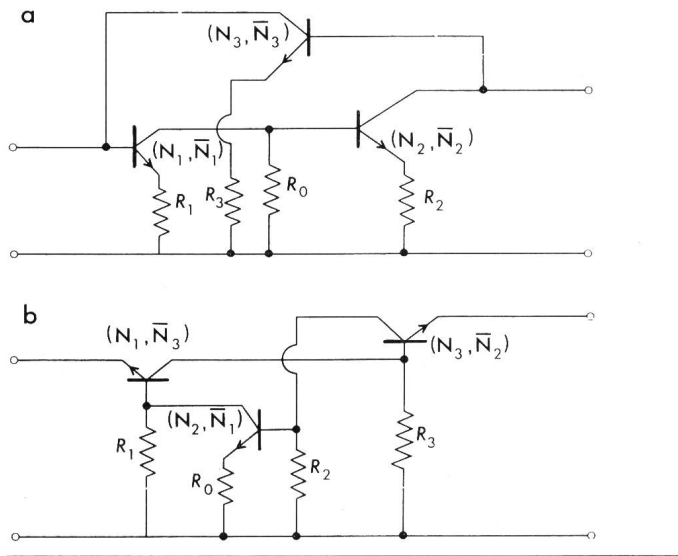 a
(N₃, N̅₃)
(N₁, N̅₁)
(N₂, N̅₂)
R₁
R₃
R₀
R₂
b
(N₁, N̅₃)
(N₃, N̅₂)
(N₂, N̅₁)
R₁
R₀
R₂
R₃